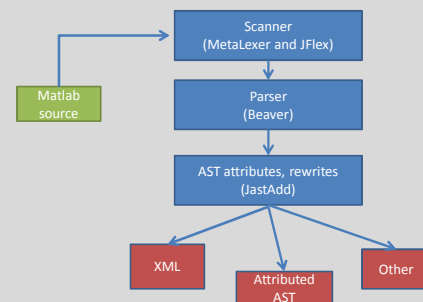 Scanner
(MetaLexer and JFlex)
Matlab
source
Parser
(Beaver)
AST attributes, rewrites
(JastAdd)
XML
Attributed
AST
Other